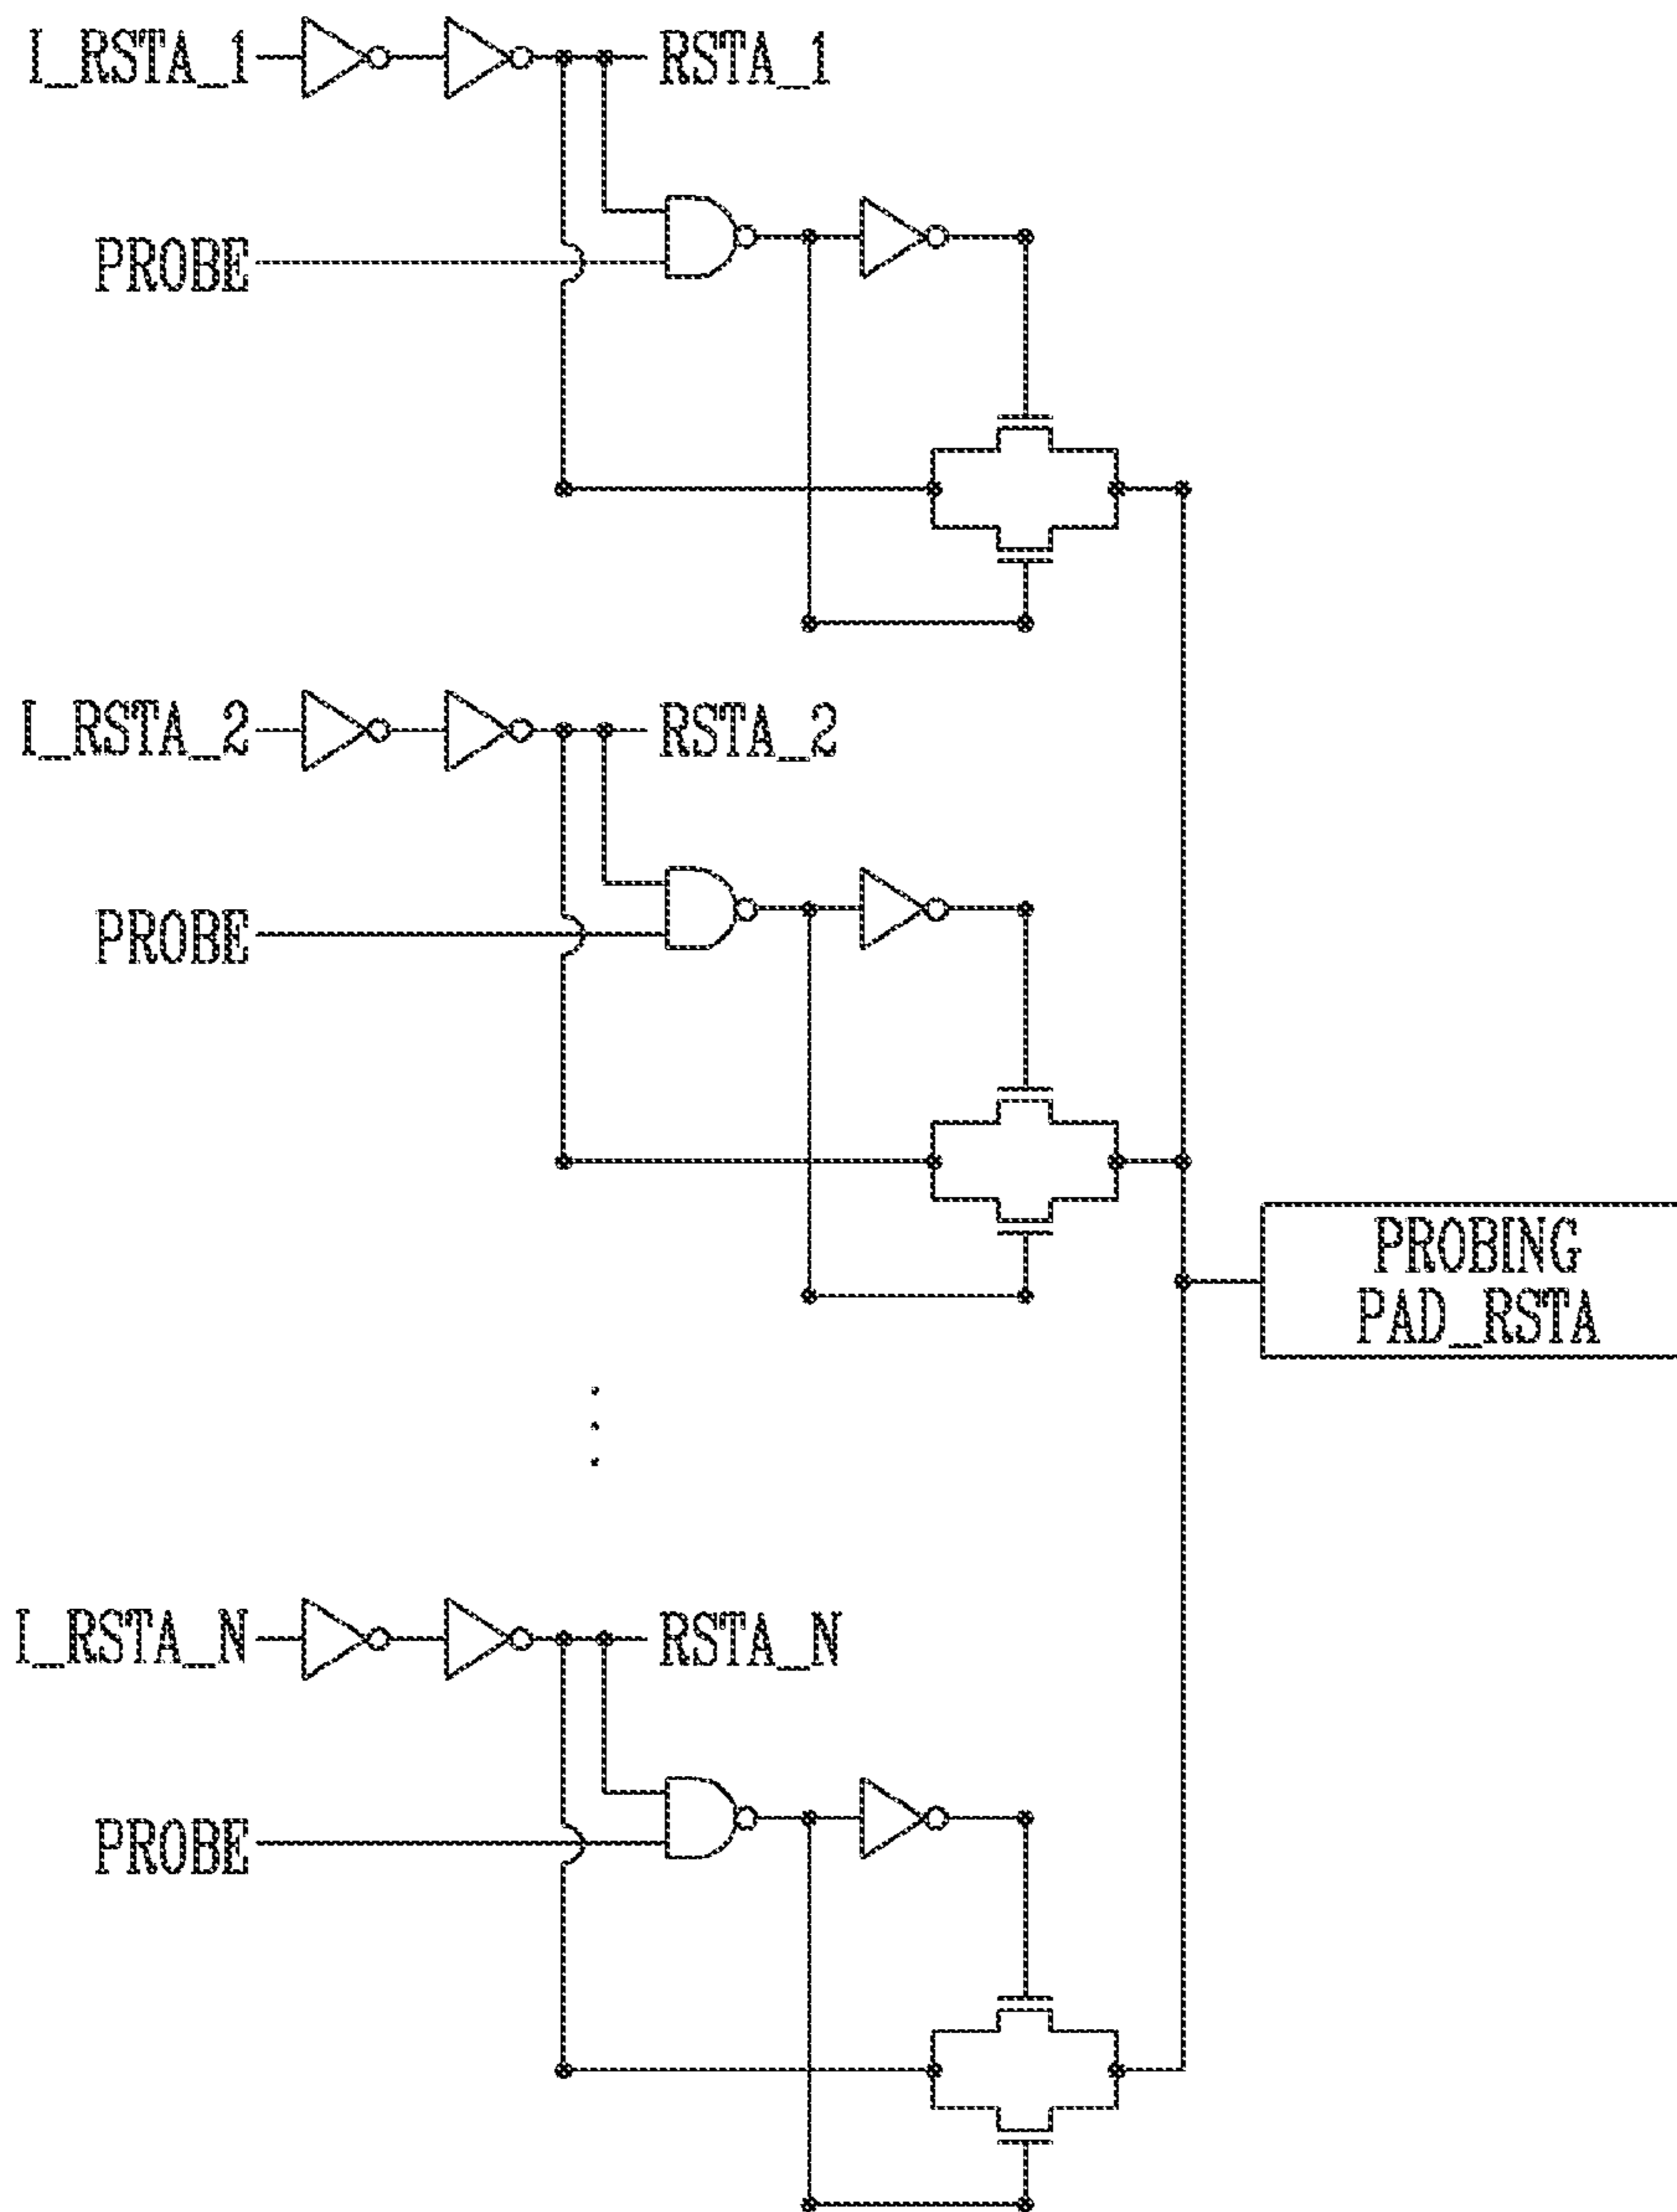 I_RSTA_1
RSTA_1
PROBE
I_RSTA_2
RSTA_2
PROBE
PROBING
PAD_RSTA
I_RSTA_N
RSTA_N
PROBE